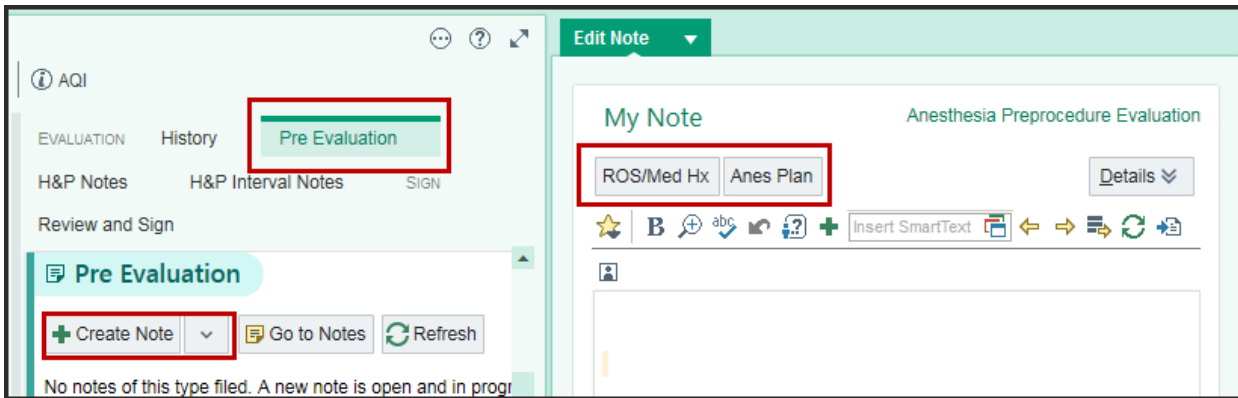 AQI
EVALUATION History Pre Evaluation
H&P Notes H&P Interval Notes SIGN
Review and Sign
Pre Evaluation
Create Note Go to Notes Refresh
No notes of this type filed. A new note is open and in progr
Edit Note
My Note Anesthesia Preprocedure Evaluation
ROS/Med Hx Anes Plan Details
B abc Insert SmartText